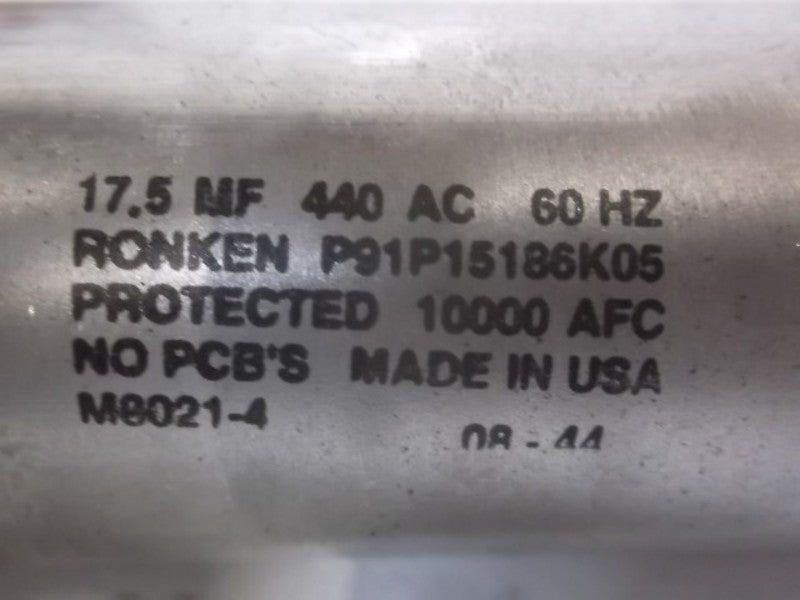 17.5 MF 440 AC 60 HZ
RONKEN P91P15186K05
PROTECTED 10000 AFC
NO PCB'S MADE IN USA
M8021-4
08-44